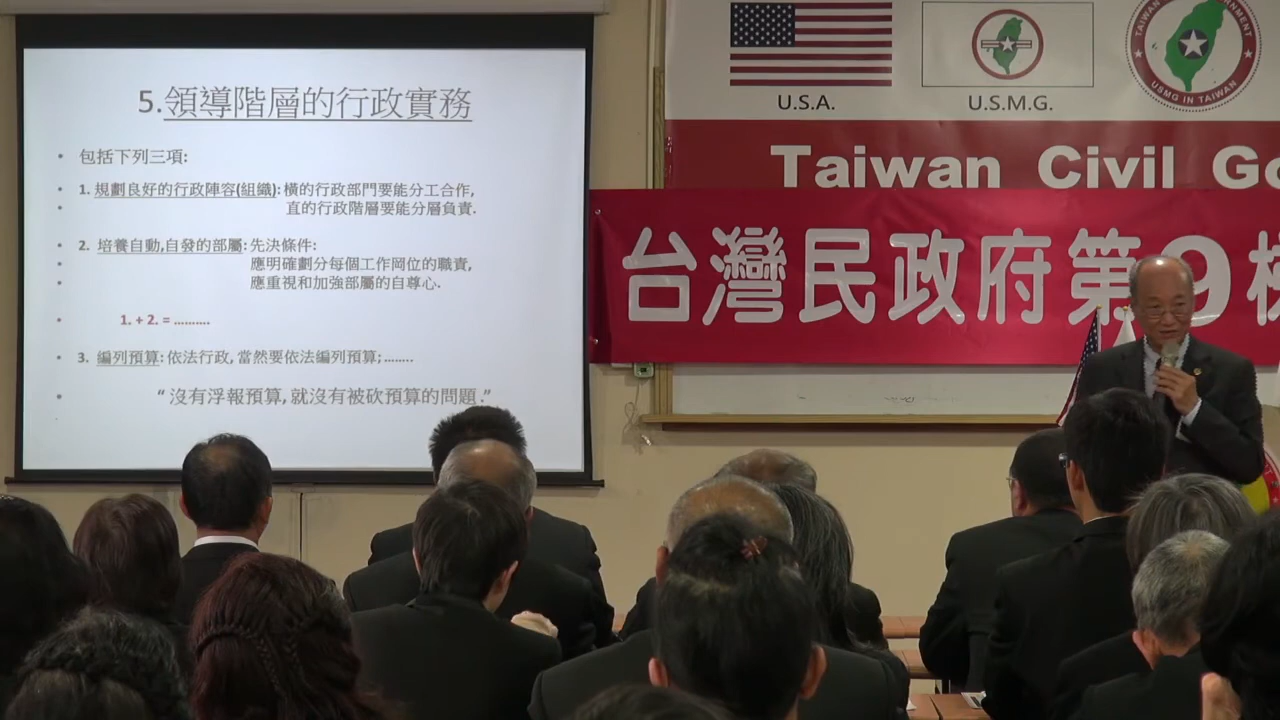 5.領導階層的行政實務
• 包括下列三項:
• 1. 規劃良好的行政陣容(組織): 橫的行政部門要能分工合作,
• 直的行政階層要能分層負責.
• 2. 培養自動,自發的部屬: 先決條件:
• 應明確劃分每個工作岡位的職責,
• 應重視和加強部屬的自尊心.
• 1. + 2. = ..........
• 3. 編列預算: 依法行政, 當然要依法編列預算; ........
• “ 沒有浮報預算, 就沒有被砍預算的問題 .”
U.S.A.
U.S.M.G.
USMG IN TAIWAN
Taiwan Civil Go
台灣民政府第9梯